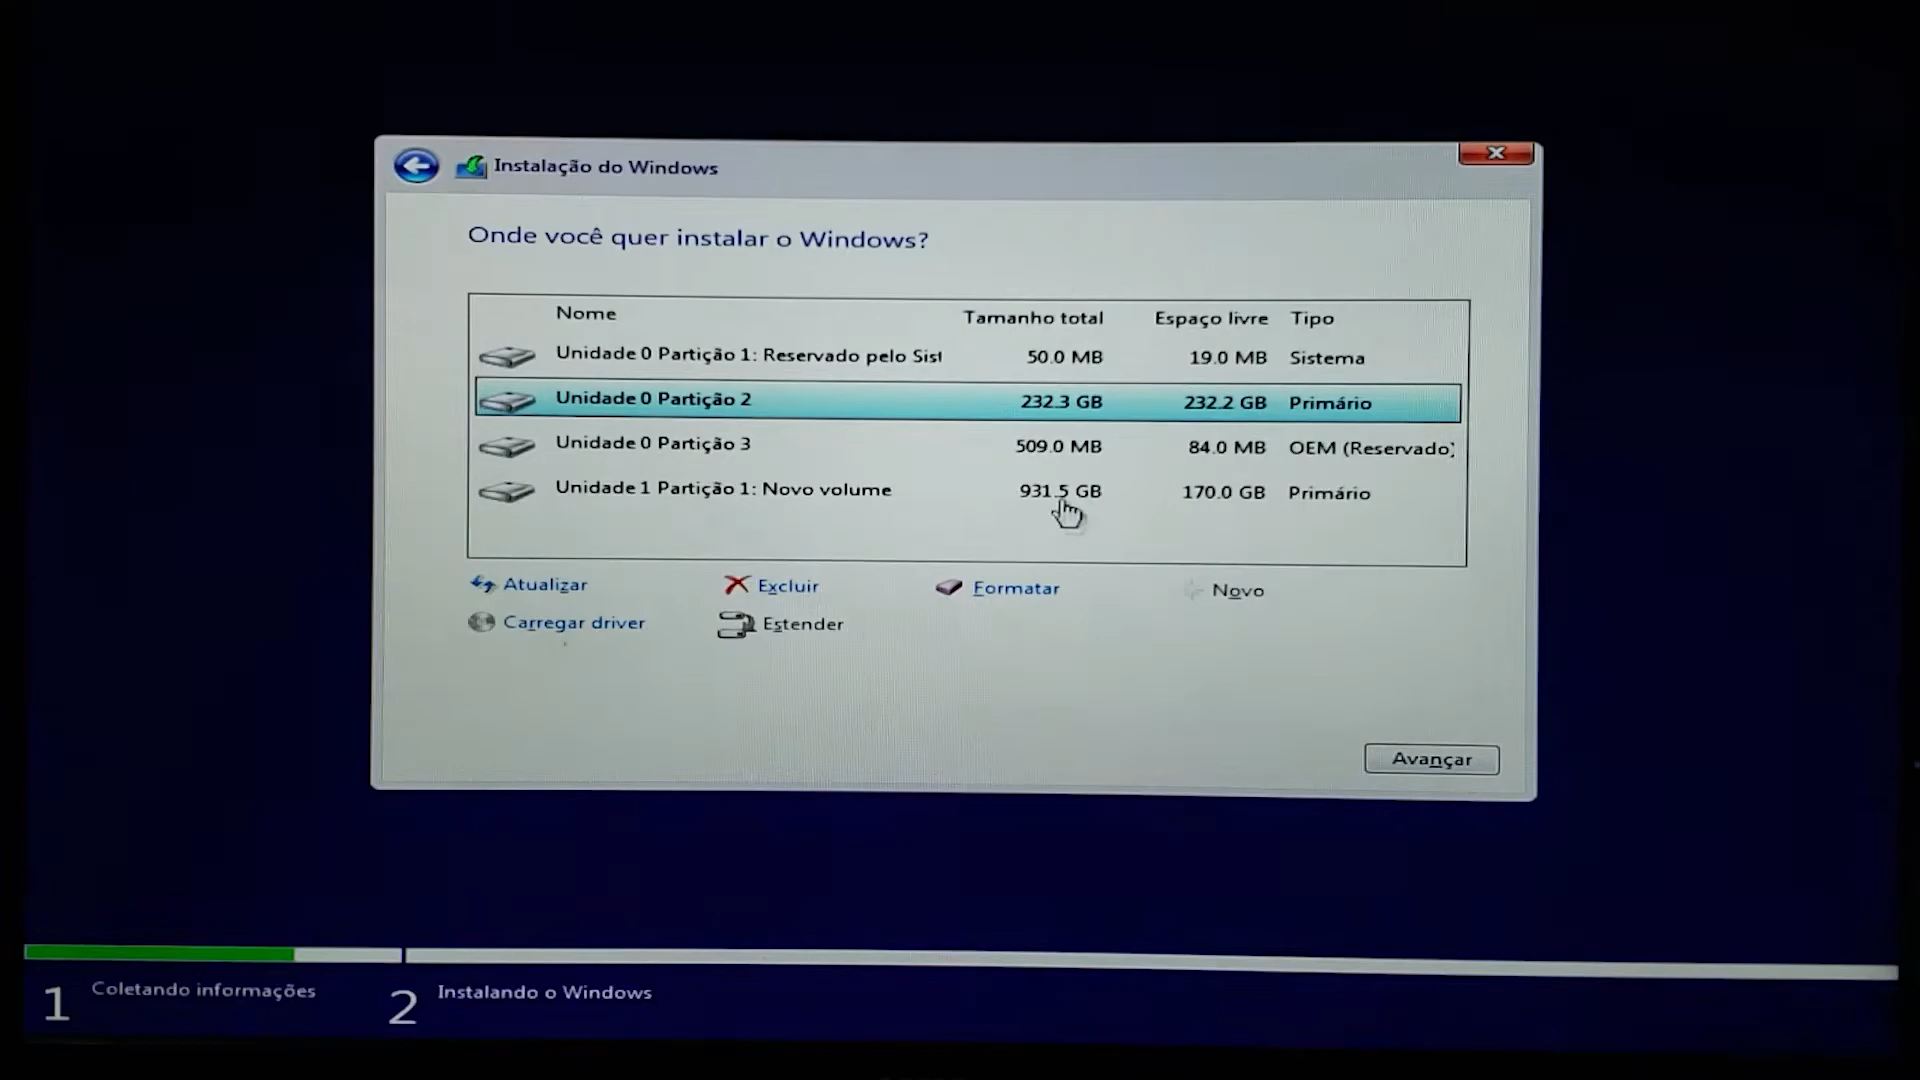 Instalação do Windows
Onde você quer instalar o Windows?
Nome Tamanho total Espaço livre Tipo
Unidade 0 Partição 1: Reservado pelo Sist 50.0 MB 19.0 MB Sistema
Unidade 0 Partição 2 232.3 GB 232.2 GB Primário
Unidade 0 Partição 3 509.0 MB 84.0 MB OEM (Reservado)
Unidade 1 Partição 1: Novo volume 931.5 GB 170.0 GB Primário
Atualizar Excluir Formatar Novo
Carregar driver Estender
Avançar
1 Coletando informações 2 Instalando o Windows